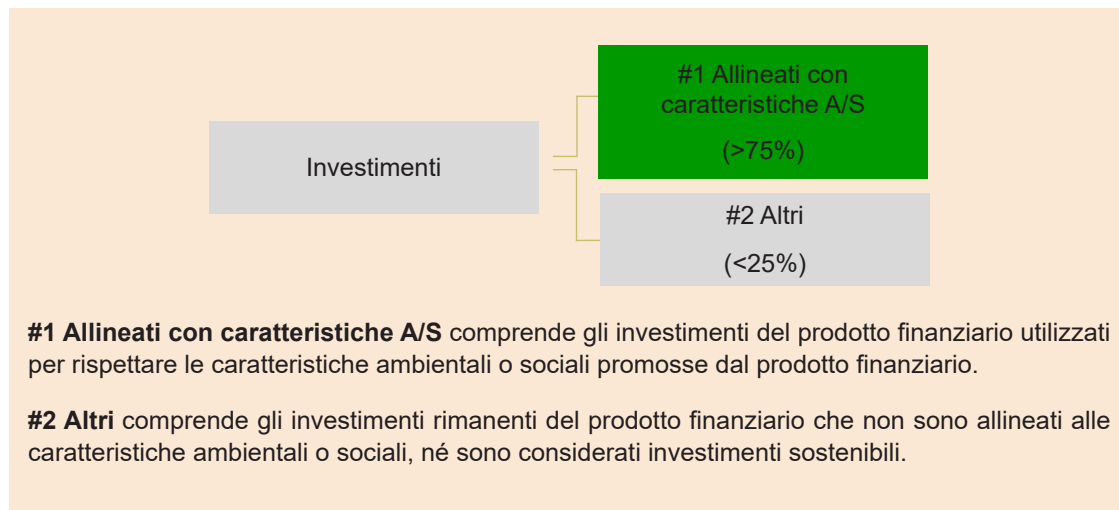 #1 Allineati con
caratteristiche A/S
(>75%)
Investimenti
#2 Altri
(<25%)
#1 Allineati con caratteristiche A/S comprende gli investimenti del prodotto finanziario utilizzati
per rispettare le caratteristiche ambientali o sociali promosse dal prodotto finanziario.
#2 Altri comprende gli investimenti rimanenti del prodotto finanziario che non sono allineati alle
caratteristiche ambientali o sociali, né sono considerati investimenti sostenibili.